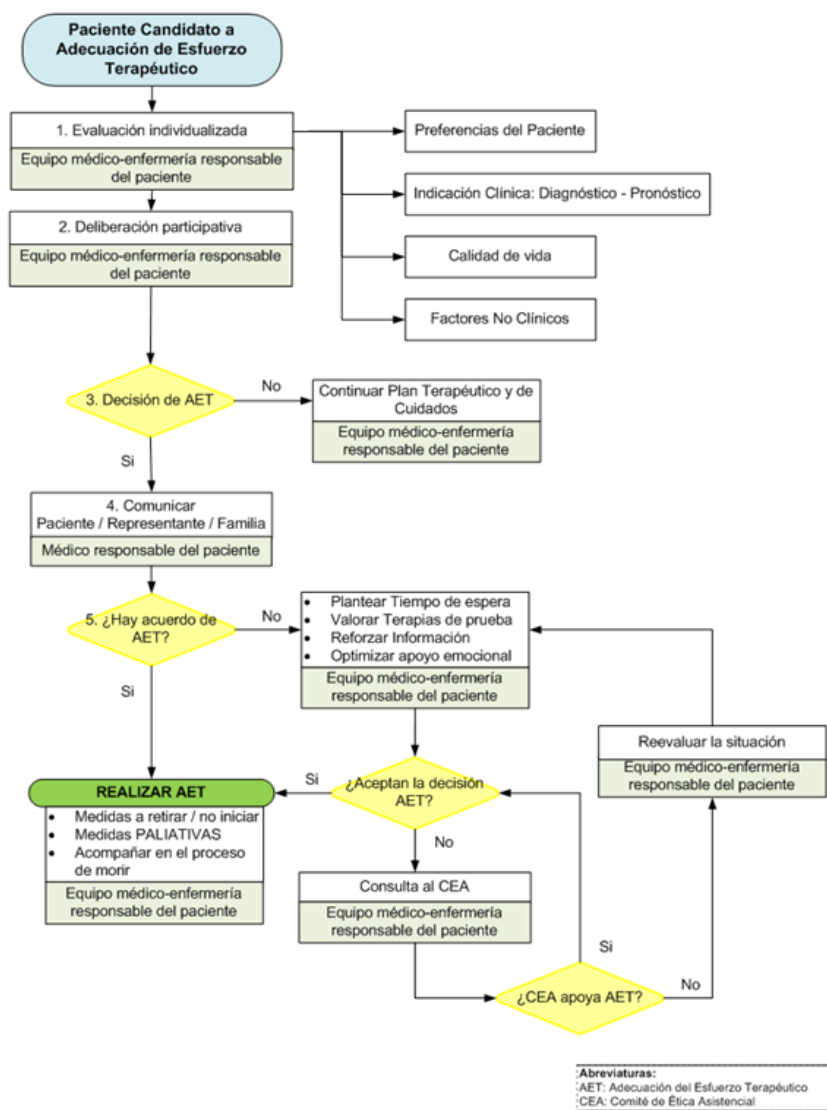 Paciente Candidato a
Adecuación de Esfuerzo
Terapéutico
1. Evaluación individualizada
Equipo médico-enfermería responsable
del paciente
Preferencias del Paciente
Indicación Clínica: Diagnóstico - Pronóstico
Calidad de vida
Factores No Clínicos
2. Deliberación participativa
Equipo médico-enfermería responsable
del paciente
3. Decisión de AET
No
Continuar Plan Terapéutico y de
Cuidados
Equipo médico-enfermería
responsable del paciente
Si
4. Comunicar
Paciente / Representante / Familia
Médico responsable del paciente
5. ¿Hay acuerdo de
AET?
No
• Plantear Tiempo de espera
• Valorar Terapias de prueba
• Reforzar Información
• Optimizar apoyo emocional
Equipo médico-enfermería
responsable del paciente
Si
Reevaluar la situación
Equipo médico-enfermería
responsable del paciente
REALIZAR AET
• Medidas a retirar / no iniciar
• Medidas PALIATIVAS
• Acompañar en el proceso
de morir
Equipo médico-enfermería
responsable del paciente
Si
¿Aceptan la decisión
AET?
No
Consulta al CEA
Equipo médico-enfermería
responsable del paciente
Si
¿CEA apoya AET?
No
Abreviaturas:
AET: Adecuación del Esfuerzo Terapéutico
CEA: Comité de Ética Asistencial